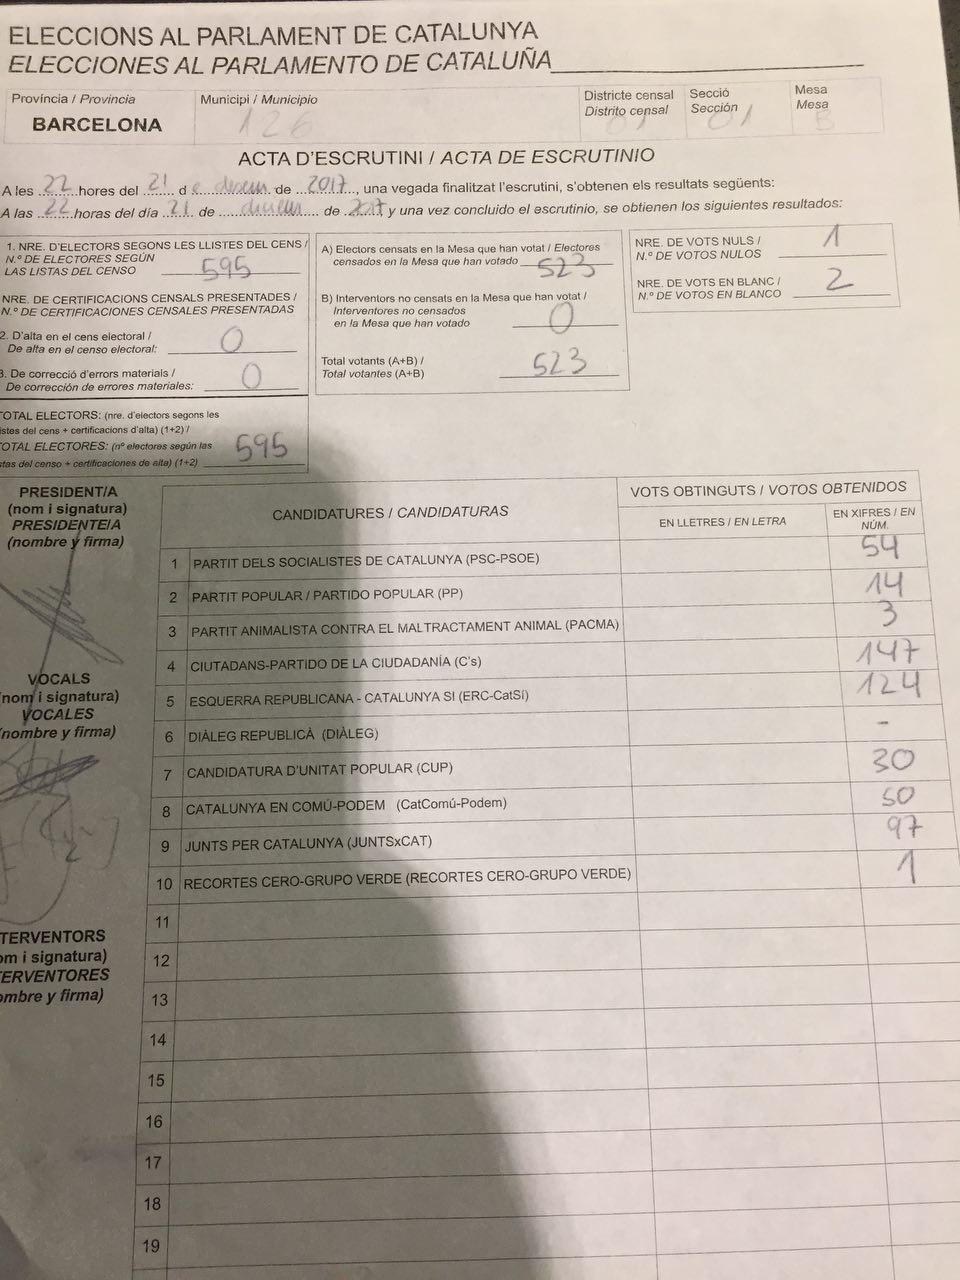 ELECCIONS AL PARLAMENT DE CATALUNYA
ELECCIONES AL PARLAMENTO DE CATALUÑA
Província / Provincia
BARCELONA
Municipi / Municipio
126
Districte censal
Distrito censal
01
Secció
Sección
01
Mesa
Mesa
B
ACTA D'ESCRUTINI / ACTA DE ESCRUTINIO
A les 22 hores del 21 d de 2017, una vegada finalitzat l'escrutini, s'obtenen els resultats següents:
A las 22 horas del día 21 de de 2017 y una vez concluido el escrutinio, se obtienen los siguientes resultados:
1. NRE. D'ELECTORS SEGONS LES LLISTES DEL CENS /
N.º DE ELECTORES SEGÚN
LAS LISTAS DEL CENSO 595
NRE. DE CERTIFICACIONS CENSALS PRESENTADES /
N.º DE CERTIFICACIONES CENSALES PRESENTADAS
2. D'alta en el cens electoral /
De alta en el censo electoral: 0
3. De correcció d'errors materials /
De corrección de errores materiales: 0
OTAL ELECTORS: (nre. d'electors segons les
istes del cens + certificacions d'alta) (1+2) /
OTAL ELECTORES: (nº electores según las
stas del censo + certificaciones de alta) (1+2) 595
A) Electors censats en la Mesa que han votat / Electores
censados en la Mesa que han votado 523
B) Interventors no censats en la Mesa que han votat /
Interventores no censados
en la Mesa que han votado 0
Total votants (A+B) /
Total votantes (A+B) 523
NRE. DE VOTS NULS /
N.º DE VOTOS NULOS 1
NRE. DE VOTS EN BLANC /
N.º DE VOTOS EN BLANCO 2
PRESIDENT/A
(nom i signatura)
PRESIDENTE/A
(nombre y firma)
VOCALS
(nom i signatura)
VOCALES
(nombre y firma)
TERVENTORS
om i signatura)
ERVENTORES
ombre y firma)
CANDIDATURES / CANDIDATURAS
VOTS OBTINGUTS / VOTOS OBTENIDOS
EN LLETRES / EN LETRA
EN XIFRES / EN
NÚM.
1 PARTIT DELS SOCIALISTES DE CATALUNYA (PSC-PSOE) 54
2 PARTIT POPULAR / PARTIDO POPULAR (PP) 14
3 PARTIT ANIMALISTA CONTRA EL MALTRACTAMENT ANIMAL (PACMA) 3
4 CIUTADANS-PARTIDO DE LA CIUDADANÍA (C's) 147
5 ESQUERRA REPUBLICANA - CATALUNYA SI (ERC-CatSí) 124
6 DIÀLEG REPUBLICÀ (DIÀLEG) -
7 CANDIDATURA D'UNITAT POPULAR (CUP) 30
8 CATALUNYA EN COMÚ-PODEM (CatComú-Podem) 50
9 JUNTS PER CATALUNYA (JUNTSxCAT) 97
10 RECORTES CERO-GRUPO VERDE (RECORTES CERO-GRUPO VERDE) 1
11
12
13
14
15
16
17
18
19